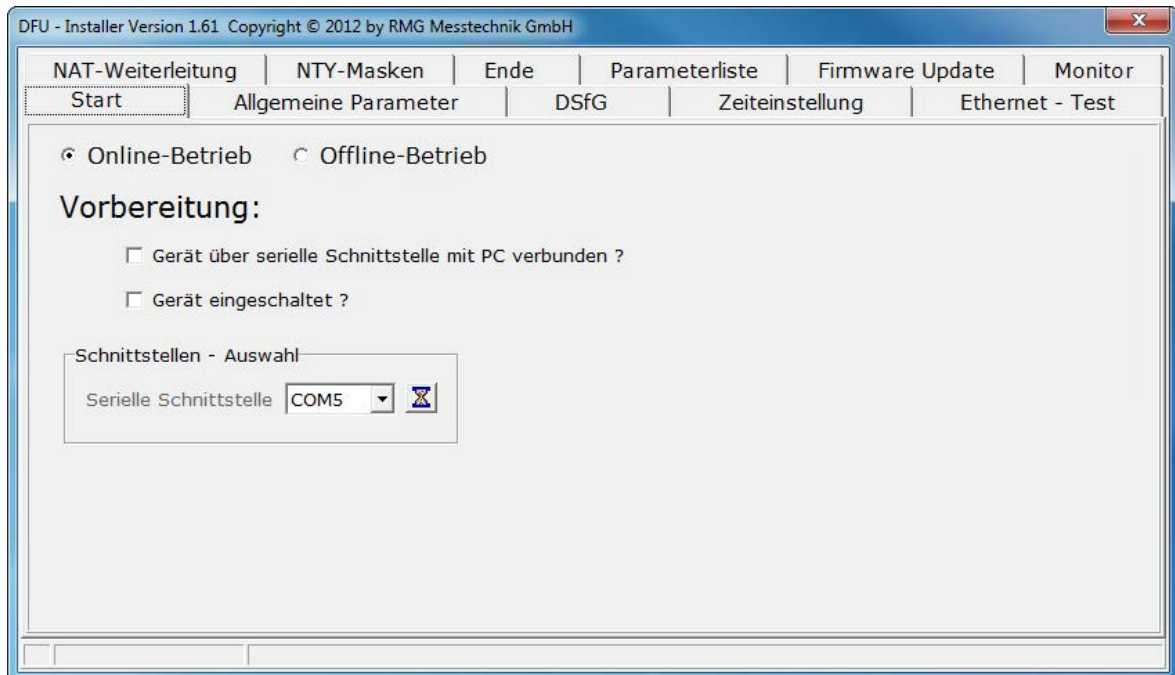 DFU - Installer Version 1.61 Copyright © 2012 by RMG Messtechnik GmbH
NAT-Weiterleitung NTY-Masken Ende Parameterliste Firmware Update Monitor
Start Allgemeine Parameter DSfG Zeiteinstellung Ethernet - Test
Online-Betrieb Offline-Betrieb
Vorbereitung:
Gerät über serielle Schnittstelle mit PC verbunden ?
Gerät eingeschaltet ?
Schnittstellen - Auswahl
Serielle Schnittstelle COM5